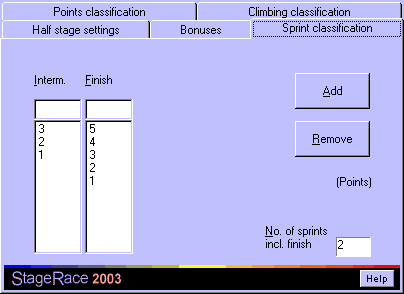 Points classification Climbing classification
Half stage settings Bonuses Sprint classification
Interm. Finish
Add
3 5
2 4
1 3
2
1
Remove
(Points)
No. of sprints
incl. finish 2
StageRace 2003 Help